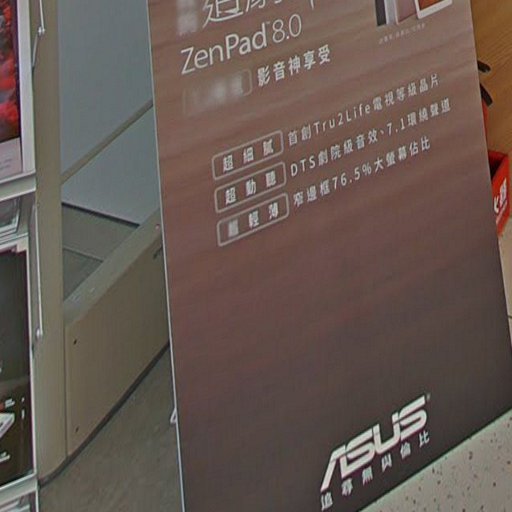 ZenPad 8.0
影音神享受
超細膩 首創Tru2Life電視等級晶片
超動聽 DTS劇院級音效、7.1環繞聲道
超輕薄 窄邊框76.5%大螢幕佔比
ASUS
追尋無與倫比